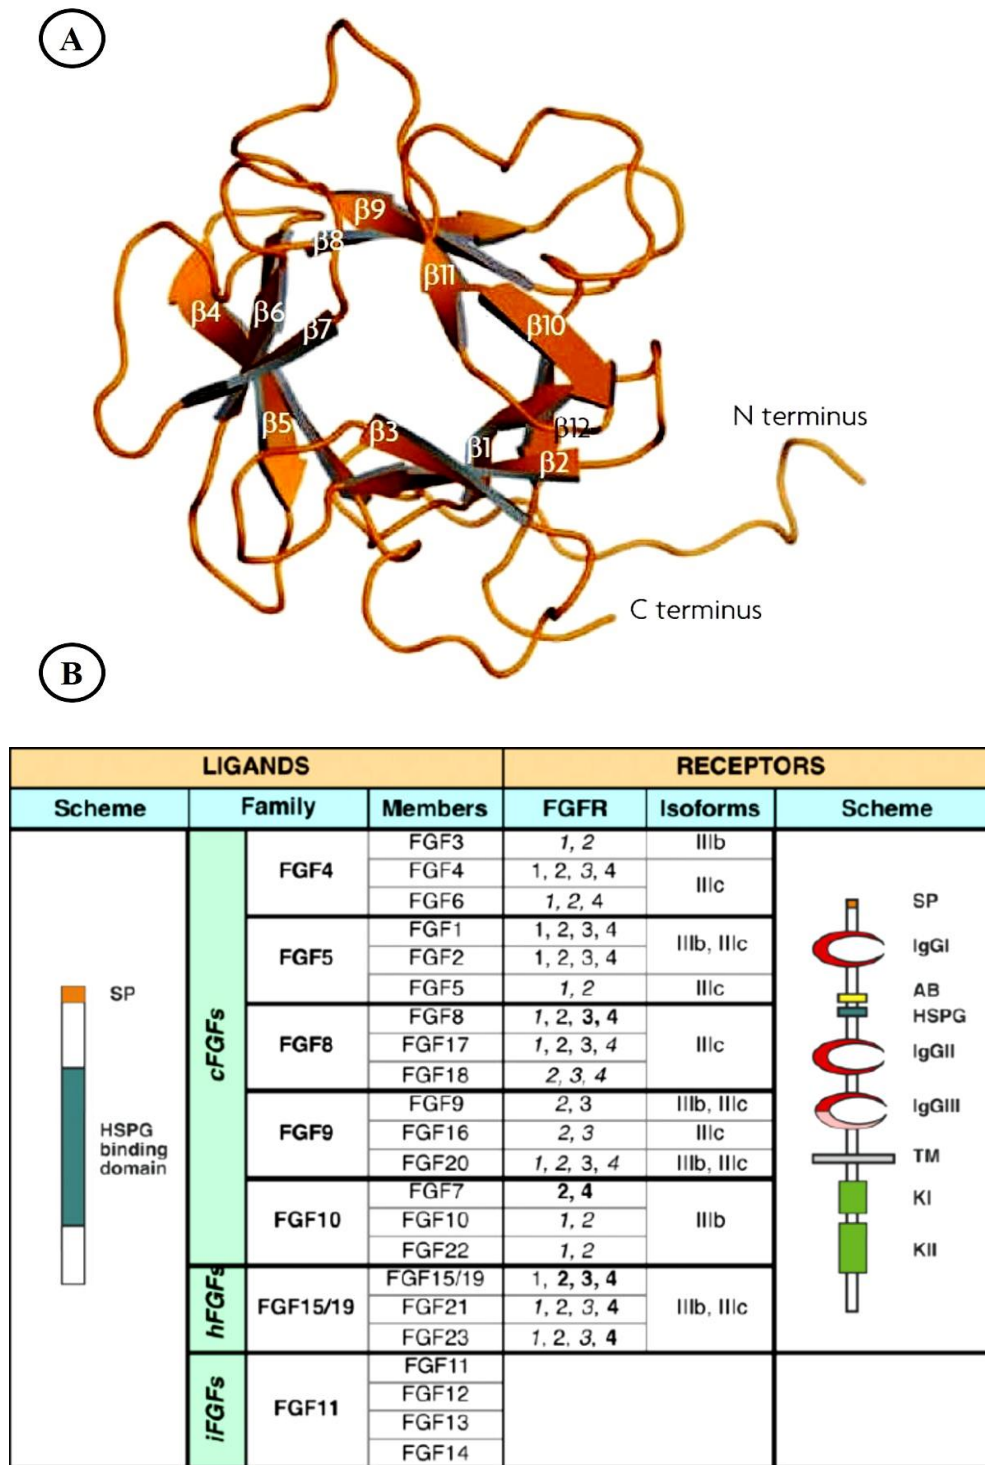 A
β9
β8
β11
β4
β6
β7
β10
β5
β3
β1
β12
β2
N terminus
C terminus
B
LIGANDS RECEPTORS
Scheme Family Members FGFR Isoforms Scheme
cFGFs
FGF4
FGF3 1, 2 IIIb
FGF4 1, 2, 3, 4 IIIc
FGF6 1, 2, 4
FGF5
FGF1 1, 2, 3, 4 IIIb, IIIc
FGF2 1, 2, 3, 4
FGF5 1, 2 IIIc
FGF8
FGF8 1, 2, 3, 4 IIIc
FGF17 1, 2, 3, 4
FGF18 2, 3, 4
FGF9
FGF9 2, 3 IIIb, IIIc
FGF16 2, 3 IIIc
FGF20 1, 2, 3, 4 IIIb, IIIc
FGF10
FGF7 2, 4 IIIb
FGF10 1, 2
FGF22 1, 2
hFGFs
FGF15/19
FGF15/19 1, 2, 3, 4 IIIb, IIIc
FGF21 1, 2, 3, 4
FGF23 1, 2, 3, 4
iFGFs
FGF11
FGF11
FGF12
FGF13
FGF14
SP
HSPG
binding
domain
SP
IgGI
AB
HSPG
IgGII
IgGIII
TM
KI
KII